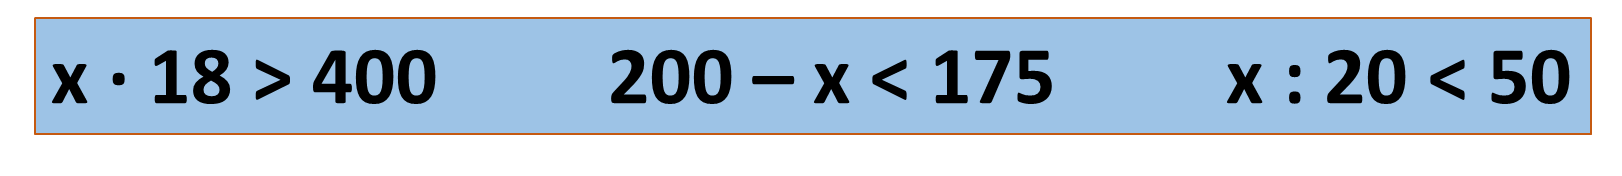 x · 18 > 400 200 – x < 175 x : 20 < 50